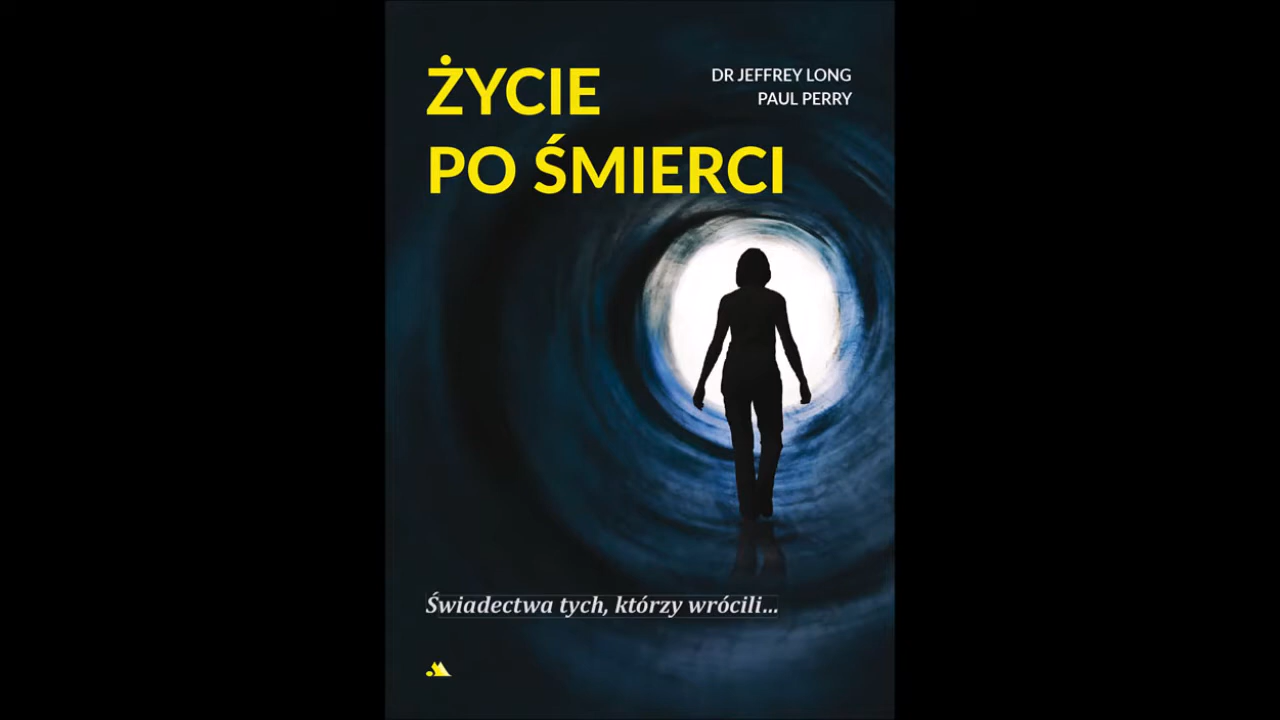 ŻYCIE
PO ŚMIERCI
DR JEFFREY LONG
PAUL PERRY
Świadectwa tych, którzy wrócili...